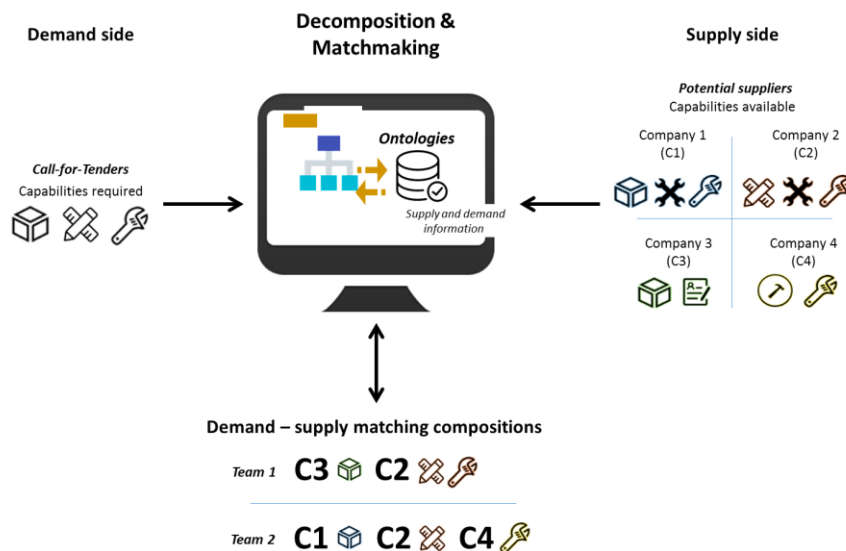 Demand side
Decomposition &
Matchmaking
Supply side
Potential suppliers
Capabilities available
Company 1
(C1)
Company 2
(C2)
Call-for-Tenders
Capabilities required
Ontologies
Supply and demand
information
Company 3
(C3)
Company 4
(C4)
Demand – supply matching compositions
Team 1 C3 C2
Team 2 C1 C2 C4